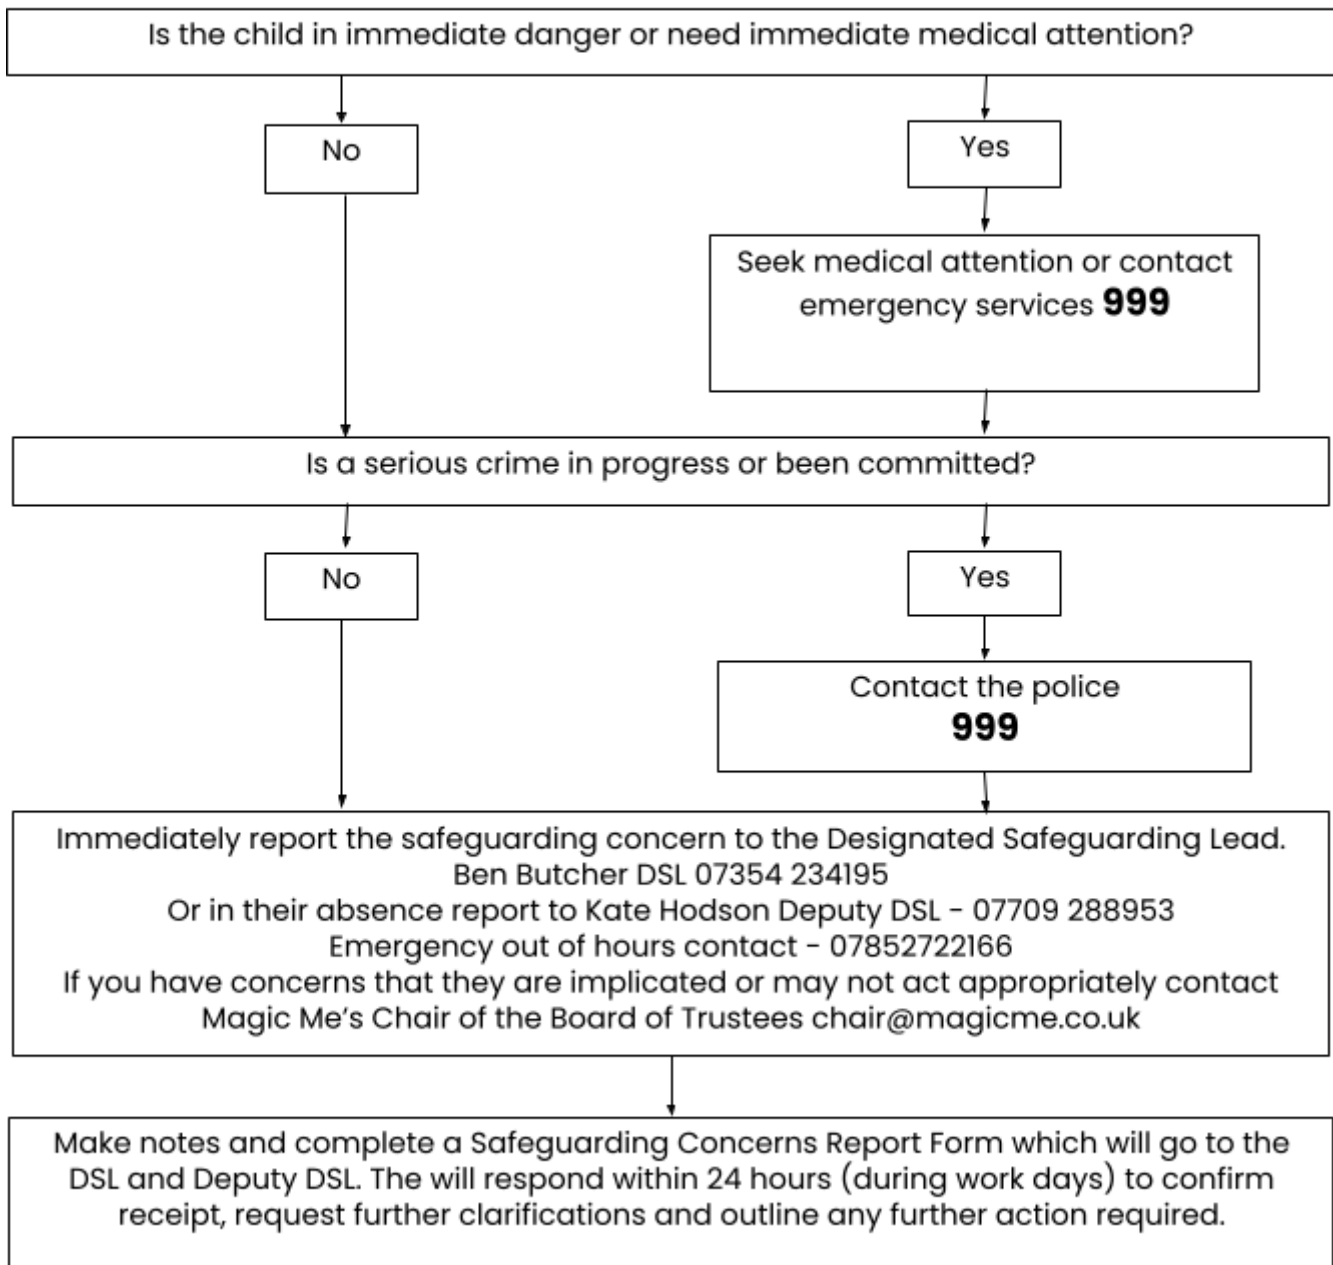 Is the child in immediate danger or need immediate medical attention?
No
Yes
Seek medical attention or contact
emergency services 999
Is a serious crime in progress or been committed?
No
Yes
Contact the police
999
Immediately report the safeguarding concern to the Designated Safeguarding Lead.
Ben Butcher DSL 07354 234195
Or in their absence report to Kate Hodson Deputy DSL - 07709 288953
Emergency out of hours contact - 07852722166
If you have concerns that they are implicated or may not act appropriately contact
Magic Me’s Chair of the Board of Trustees chair@magicme.co.uk
Make notes and complete a Safeguarding Concerns Report Form which will go to the
DSL and Deputy DSL. The will respond within 24 hours (during work days) to confirm
receipt, request further clarifications and outline any further action required.